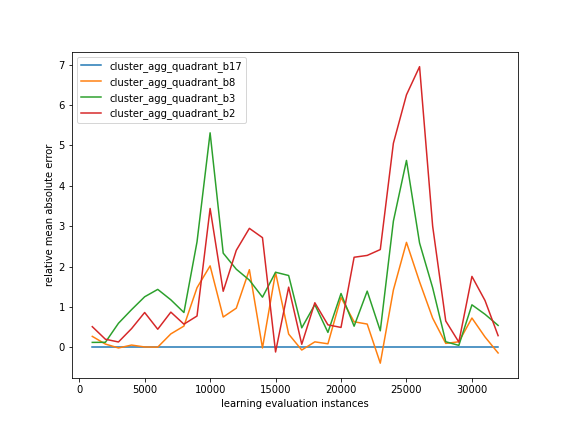 cluster_agg_quadrant_b17
cluster_agg_quadrant_b8
cluster_agg_quadrant_b3
cluster_agg_quadrant_b2
relative mean absolute error
7
6
5
4
3
2
1
0
0 5000 10000 15000 20000 25000 30000
learning evaluation instances